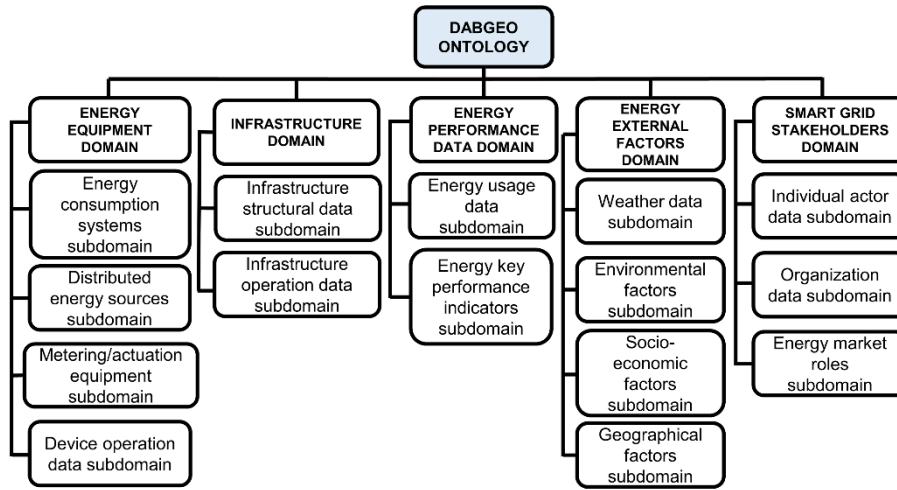 DABGEO
ONTOLOGY
ENERGY
EQUIPMENT
DOMAIN
Energy
consumption
systems
subdomain
Distributed
energy sources
subdomain
Metering/actuation
equipment
subdomain
Device operation
data subdomain
INFRASTRUCTURE
DOMAIN
Infrastructure
structural data
subdomain
Infrastructure
operation data
subdomain
ENERGY
PERFORMANCE
DATA DOMAIN
Energy usage
data
subdomain
Energy key
performance
indicators
subdomain
ENERGY
EXTERNAL
FACTORS
DOMAIN
Weather data
subdomain
Environmental
factors
subdomain
Socio-
economic
factors
subdomain
Geographical
factors
subdomain
SMART GRID
STAKEHOLDERS
DOMAIN
Individual actor
data subdomain
Organization
data subdomain
Energy market
roles
subdomain